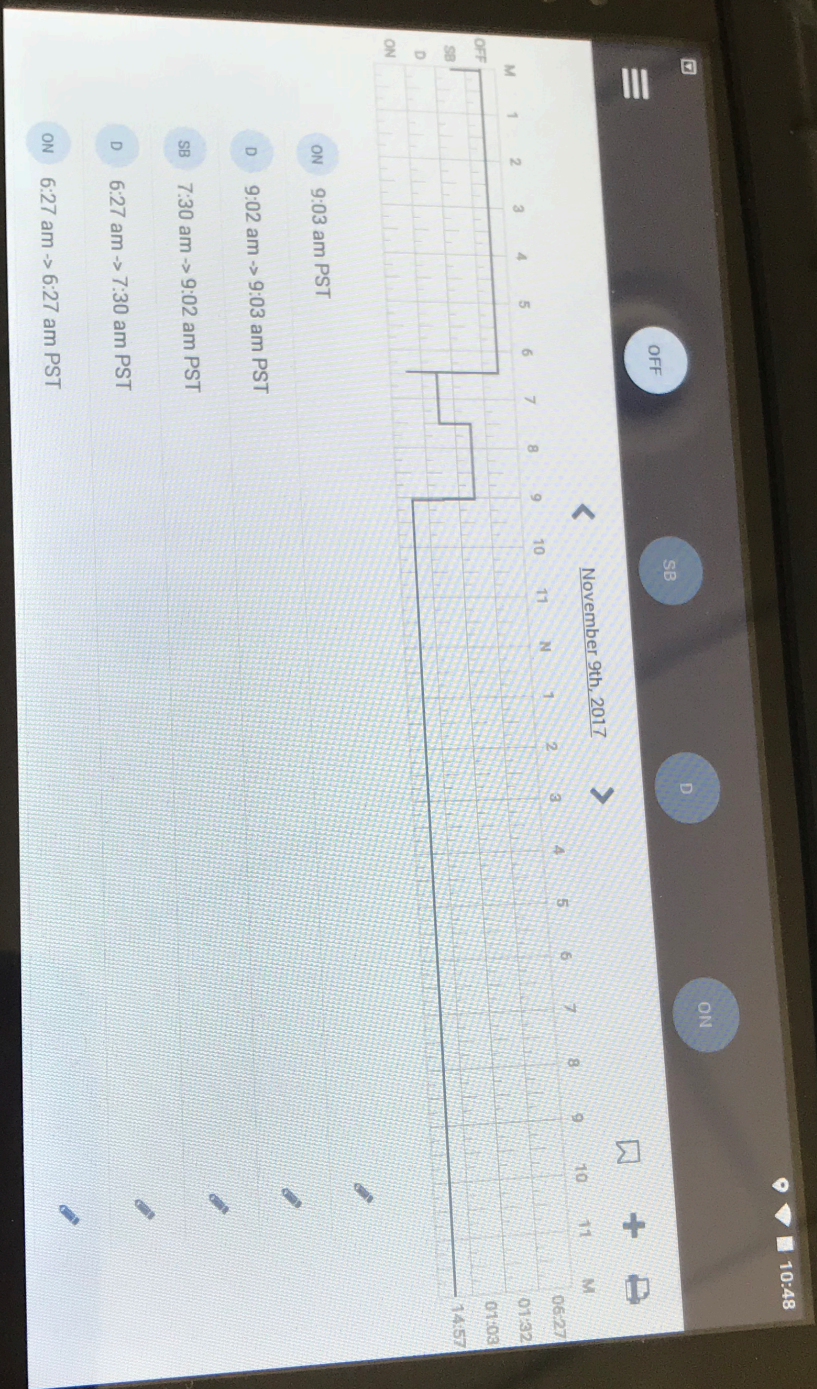 10:48
OFF SB D ON
November 9th, 2017
M 1 2 3 4 5 6 7 8 9 10 11 N 1 2 3 4 5 6 7 8 9 10 11 M
OFF 06:27
SB 01:32
D 01:03
ON 14:57
ON 9:03 am PST
D 9:02 am -> 9:03 am PST
SB 7:30 am -> 9:02 am PST
D 6:27 am -> 7:30 am PST
ON 6:27 am -> 6:27 am PST